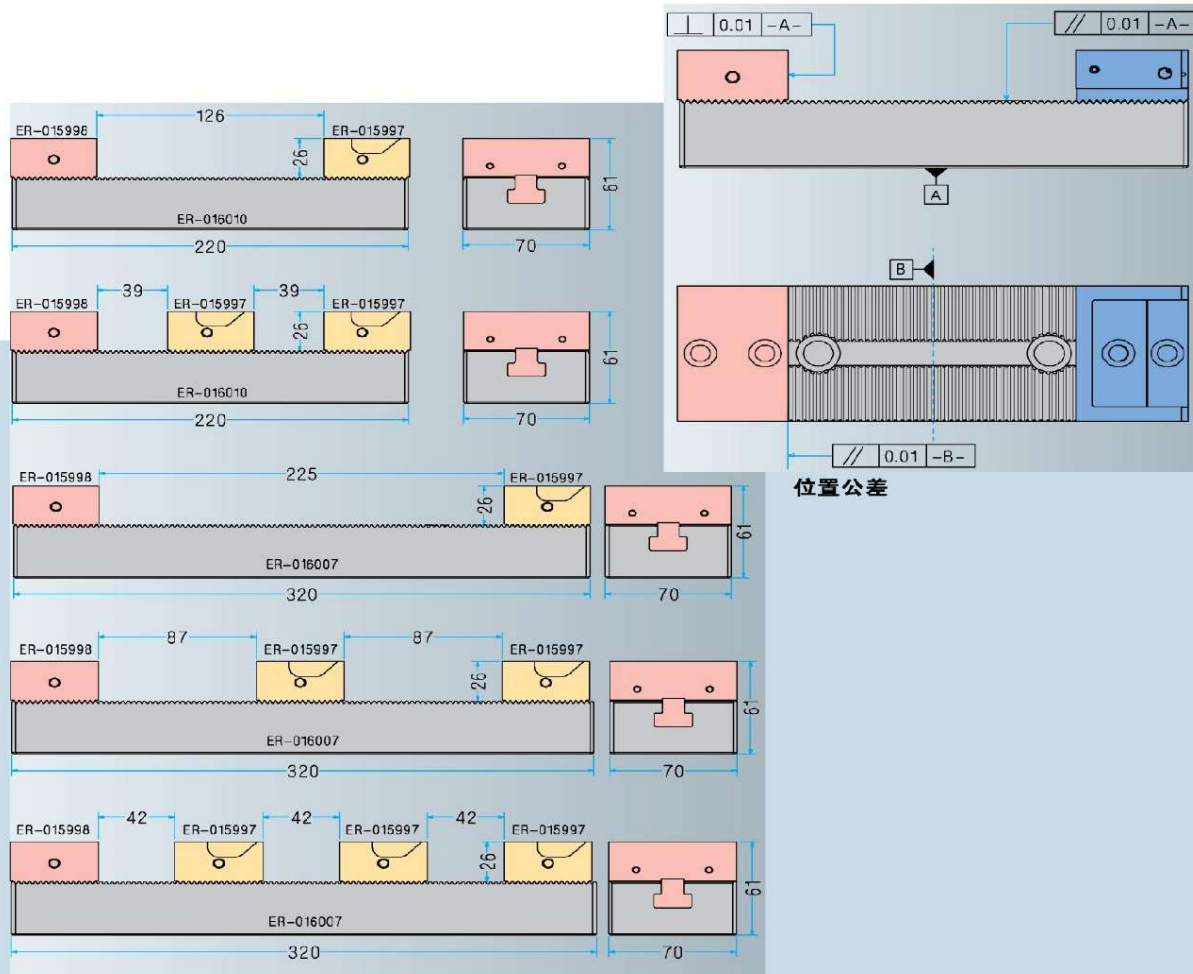 ⊥ 0.01 -A-
// 0.01 -A-
A
B
// 0.01 -B-
位置公差
126
ER-015998
ER-015997
26
61
ER-016010
220
70
39
39
ER-015998
ER-015997
ER-015997
26
61
ER-016010
220
70
225
ER-015998
ER-015997
26
61
ER-016007
320
70
87
87
ER-015998
ER-015997
ER-015997
26
61
ER-016007
320
70
42
42
42
ER-015998
ER-015997
ER-015997
ER-015997
26
61
ER-016007
320
70